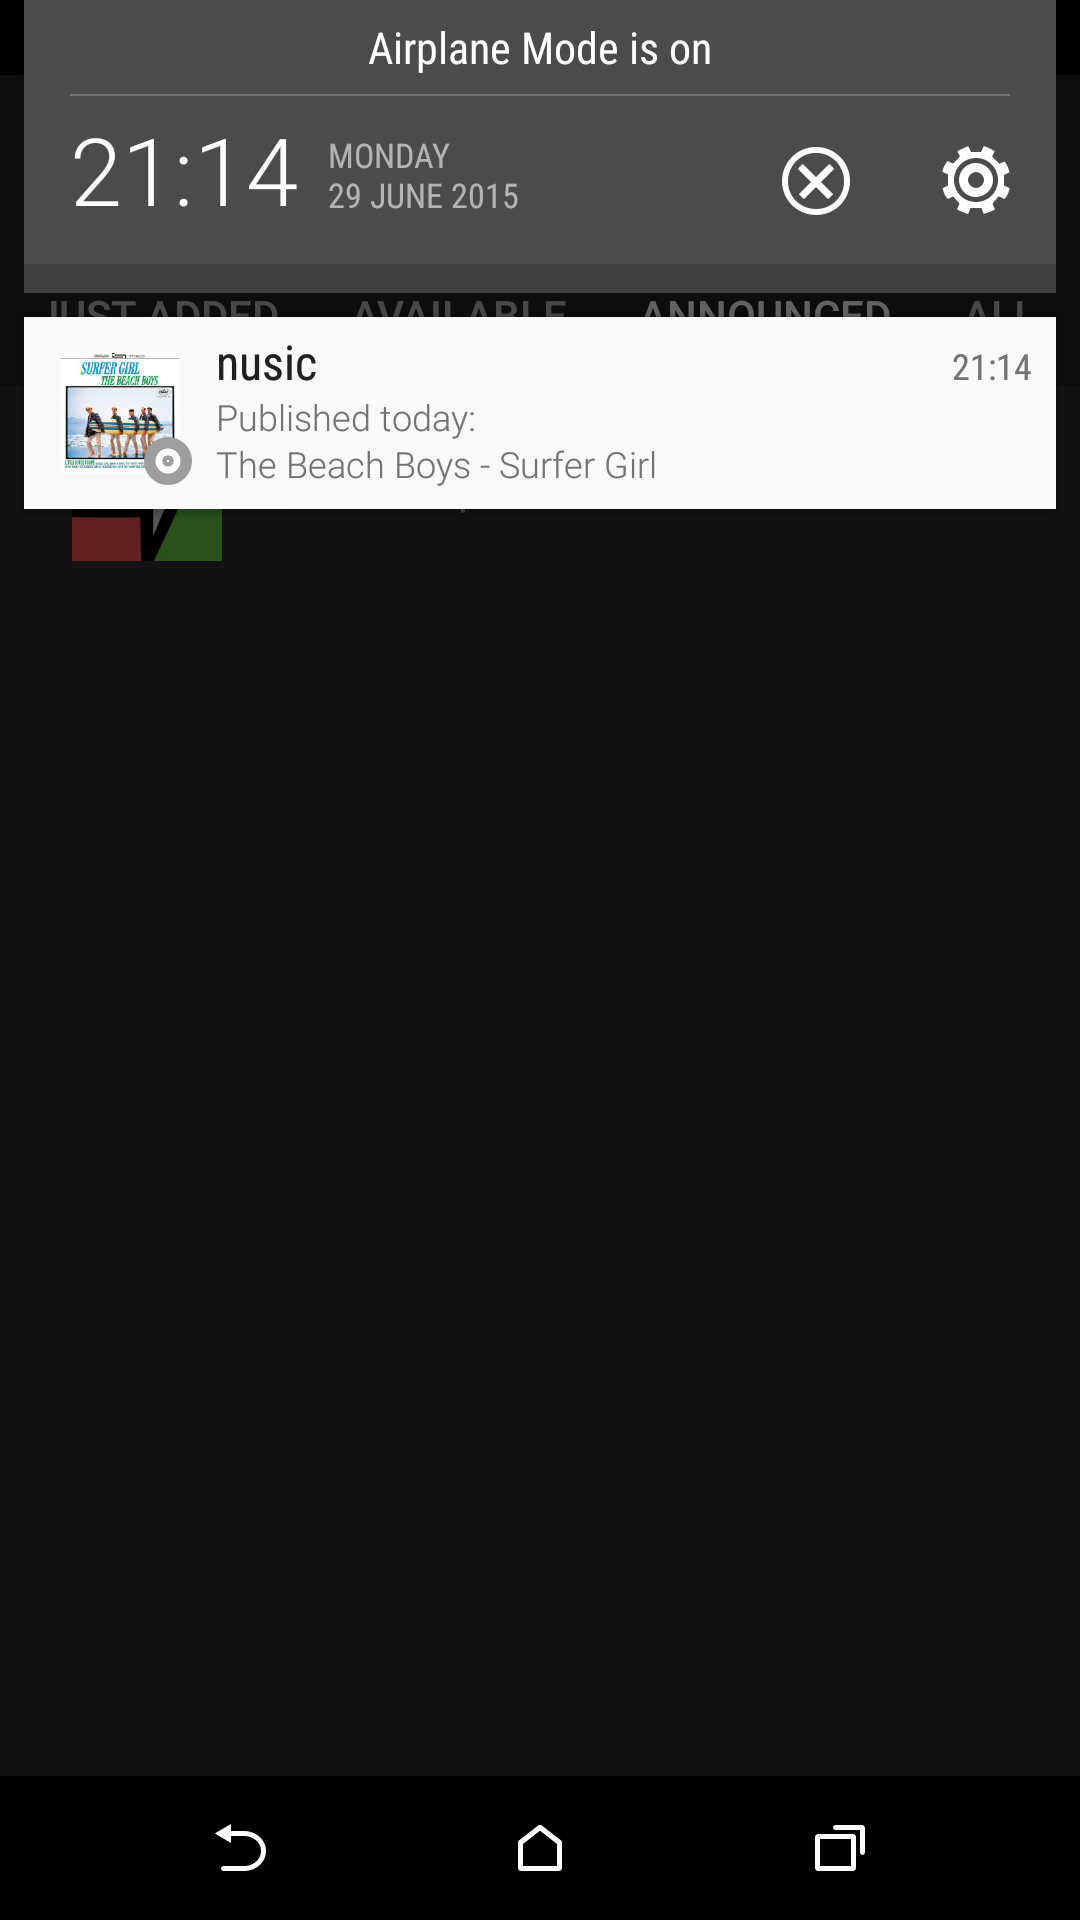 Airplane Mode is on
21:14
MONDAY
29 JUNE 2015
JUST ADDED AVAILABLE ANNOUNCED ALL
SURFER GIRL
THE BEACH BOYS
nusic
21:14
Published today:
The Beach Boys - Surfer Girl